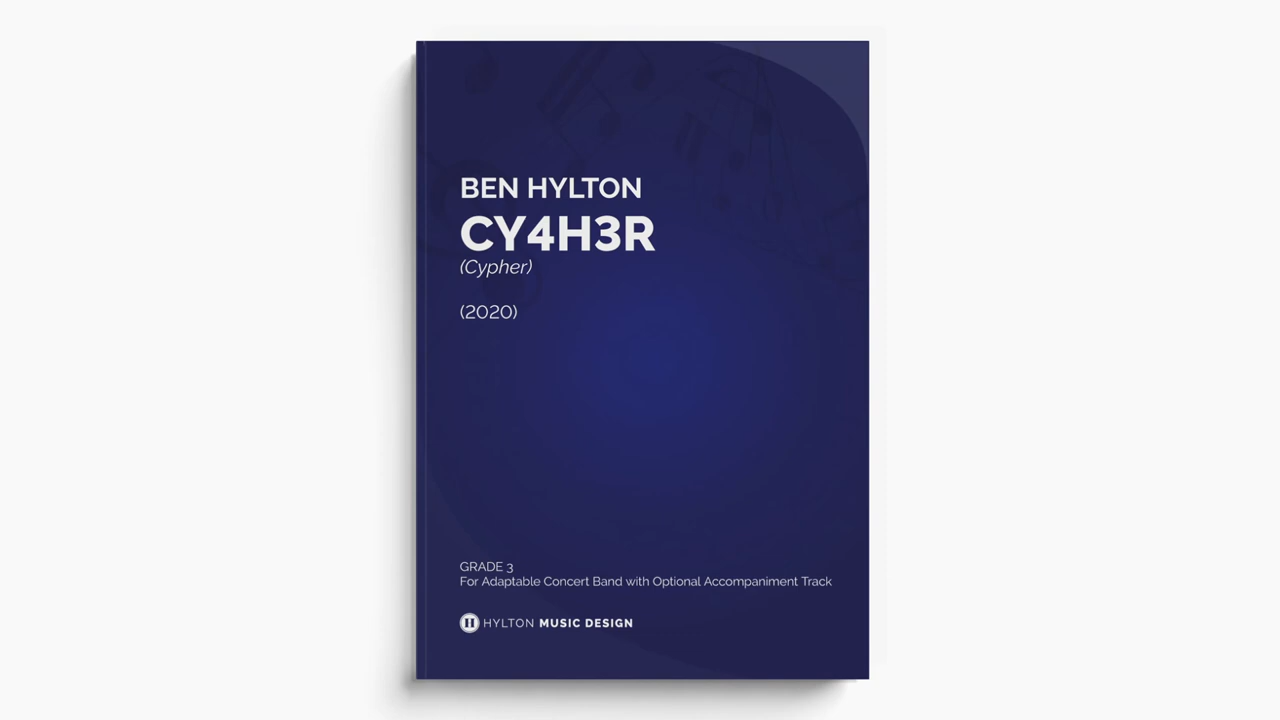 BEN HYLTON
CY4H3R
(Cypher)
(2020)
GRADE 3
For Adaptable Concert Band with Optional Accompaniment Track
HYLTON MUSIC DESIGN